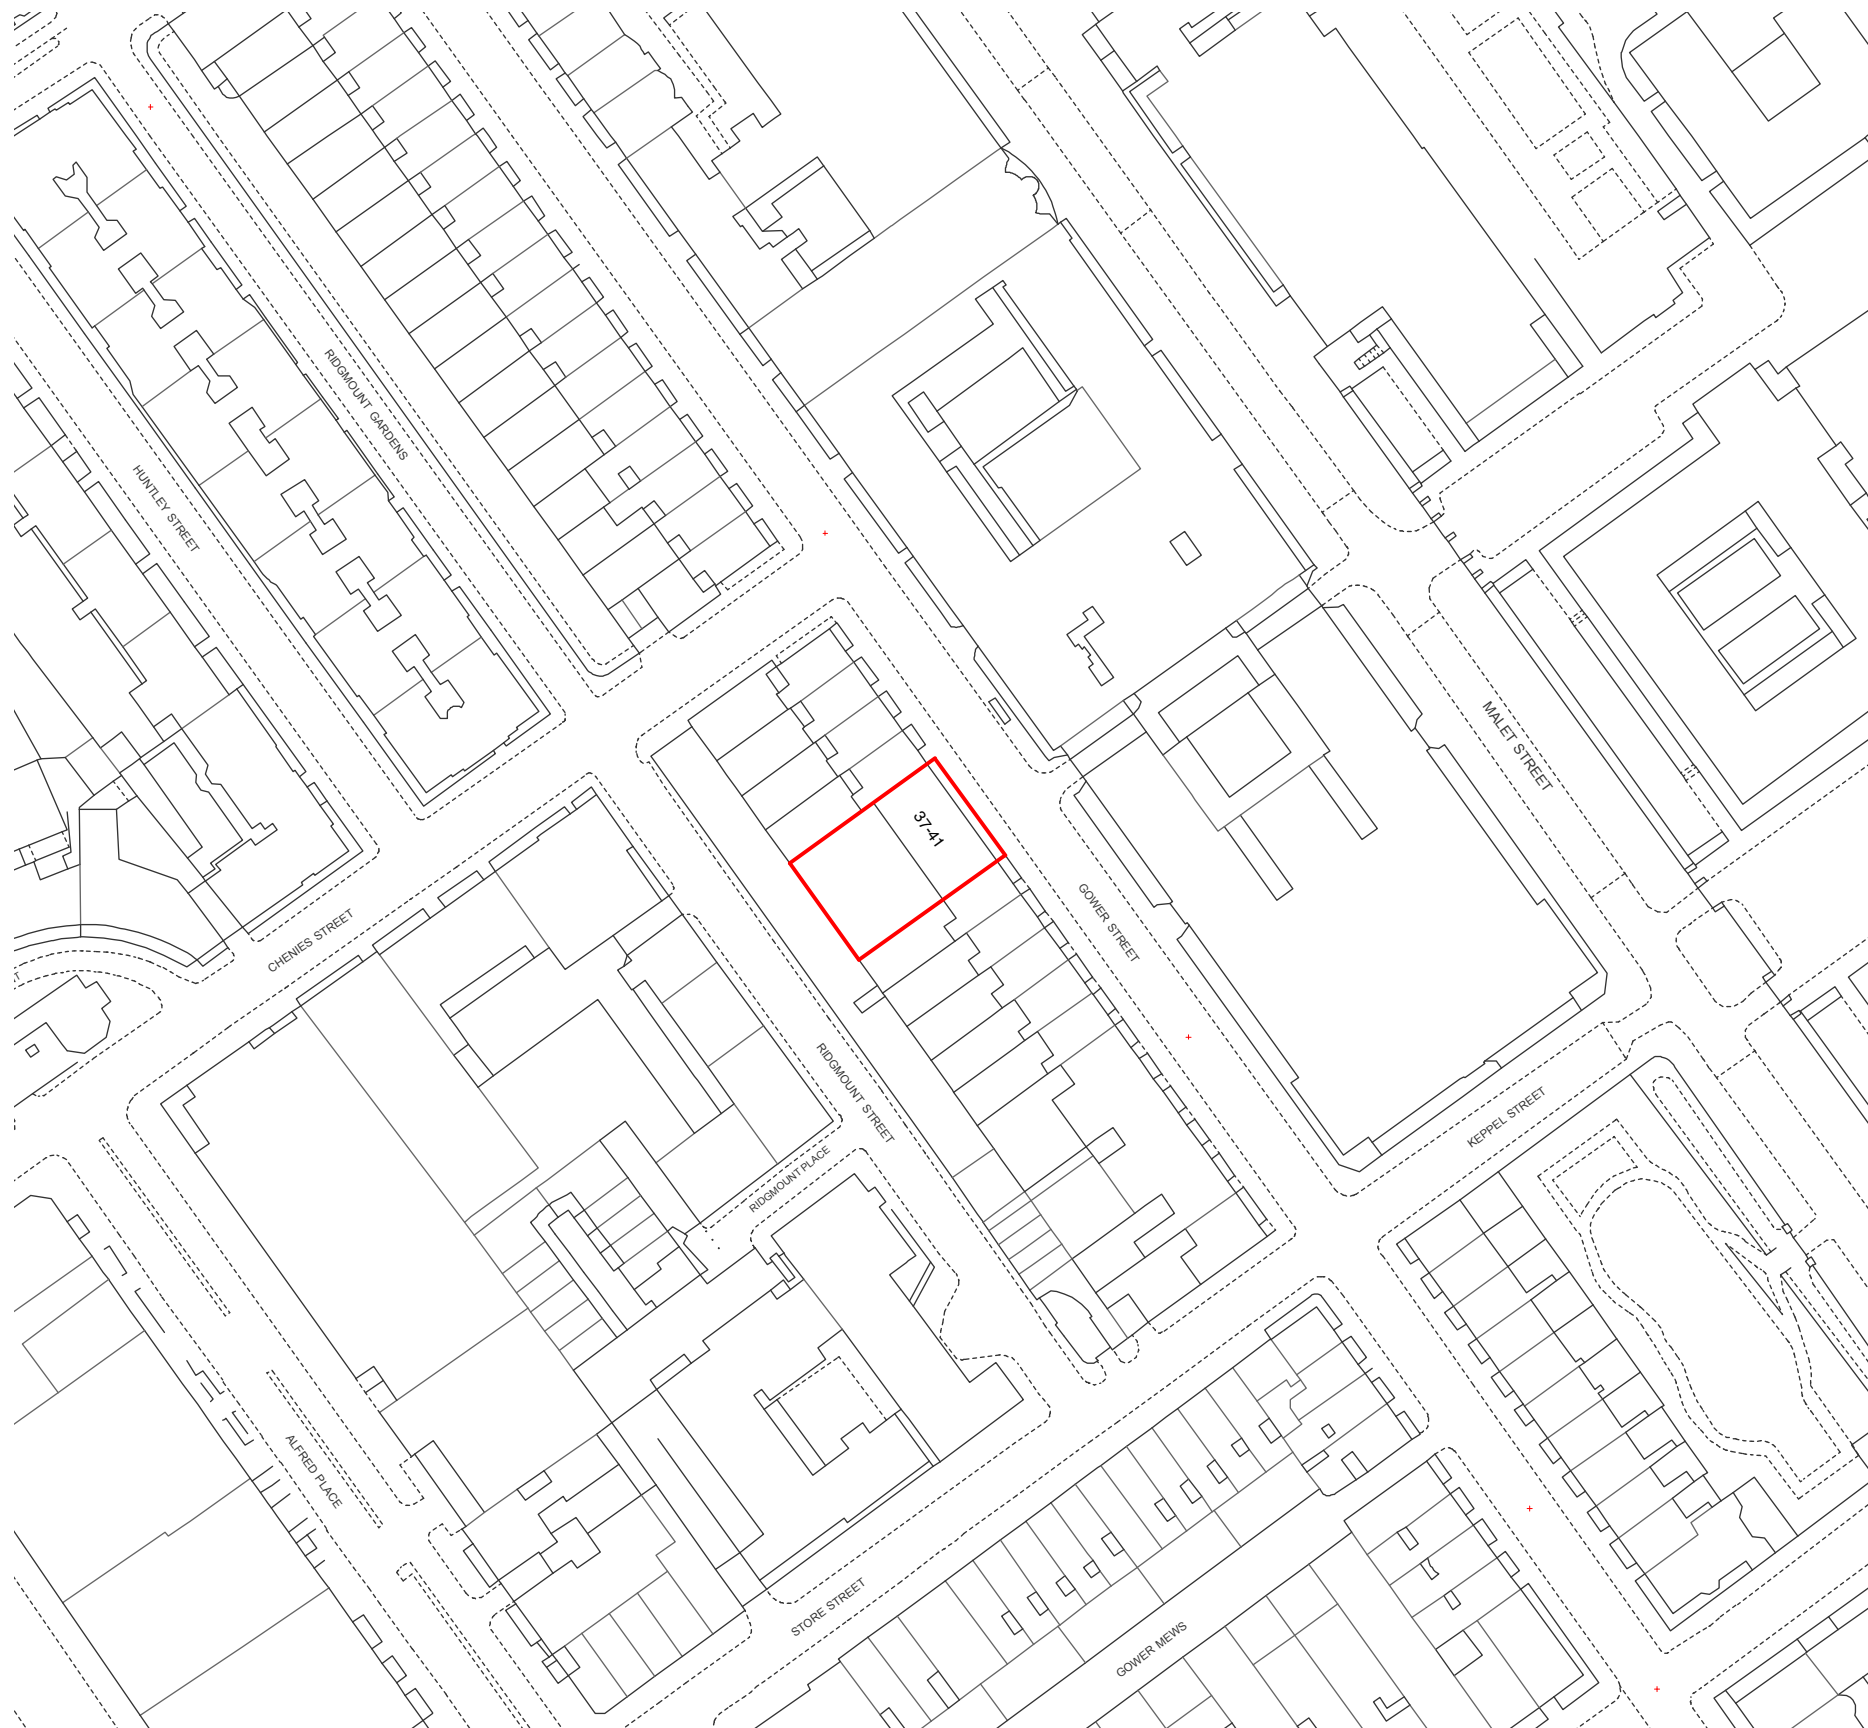 RIDGMOUNT GARDENS
HUNTLEY STREET
MALET STREET
37-41
GOWER STREET
CHENIES STREET
RIDGMOUNT STREET
KEPPEL STREET
RIDGMOUNT PLACE
ALFRED PLACE
STORE STREET
GOWER MEWS